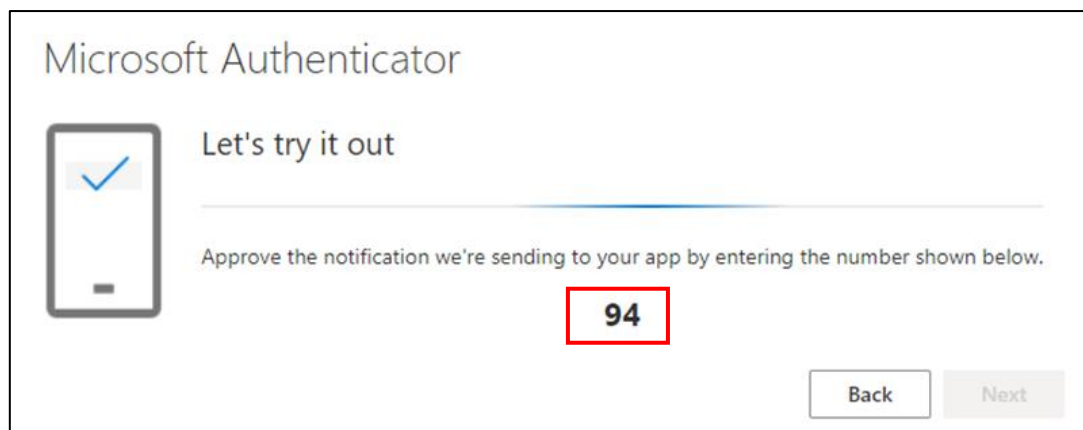 Microsoft Authenticator
Let's try it out
Approve the notification we're sending to your app by entering the number shown below.
94
Back Next